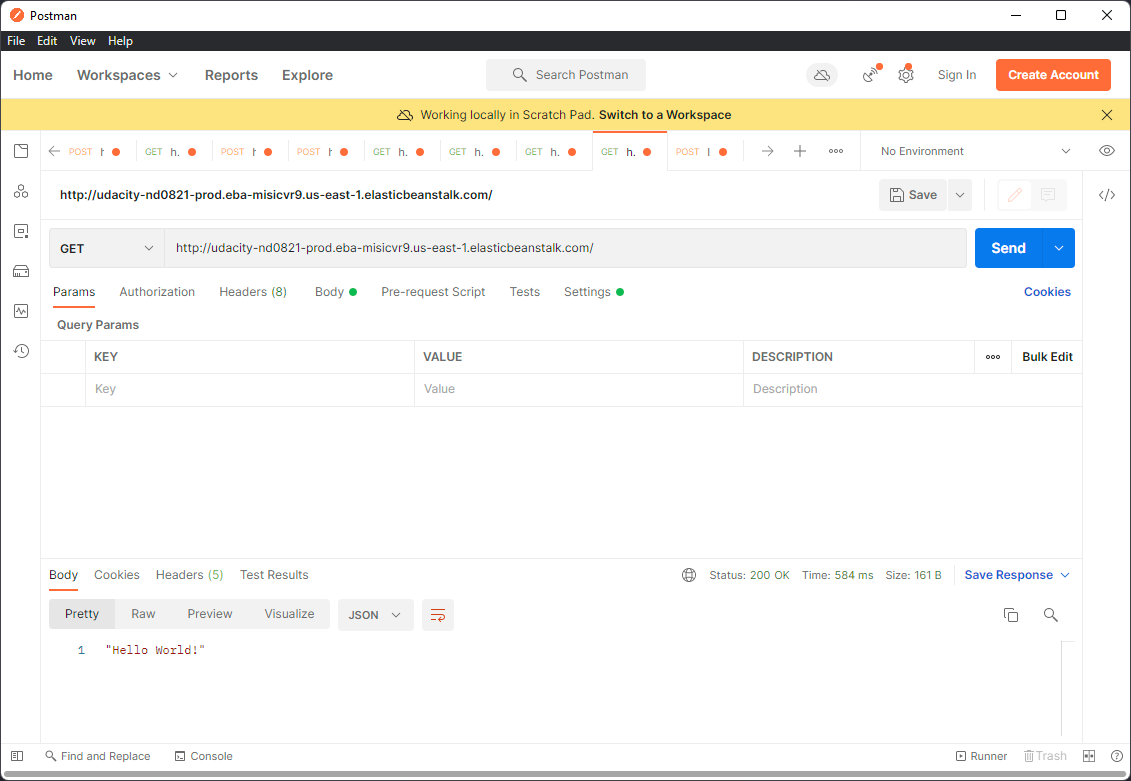 Postman
File Edit View Help
Home Workspaces Reports Explore Search Postman Sign In Create Account
Working locally in Scratch Pad. Switch to a Workspace
POST h GET h. POST h POST h GET h. GET h. GET h. GET h. POST l No Environment
http://udacity-nd0821-prod.eba-misicvr9.us-east-1.elasticbeanstalk.com/ Save
GET http://udacity-nd0821-prod.eba-misicvr9.us-east-1.elasticbeanstalk.com/ Send
Params Authorization Headers (8) Body Pre-request Script Tests Settings Cookies
Query Params
KEY VALUE DESCRIPTION Bulk Edit
Key Value Description
Body Cookies Headers (5) Test Results Status: 200 OK Time: 584 ms Size: 161 B Save Response
Pretty Raw Preview Visualize JSON
1 "Hello World!"
Find and Replace Console Runner Trash